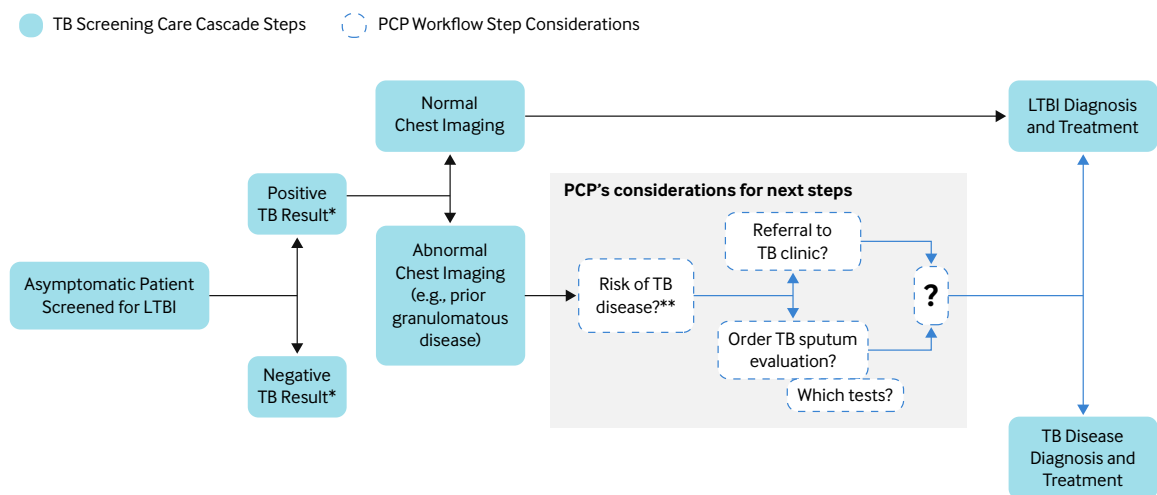 TB Screening Care Cascade Steps
PCP Workflow Step Considerations
Normal
Chest Imaging
LTBI Diagnosis
and Treatment
Positive
TB Result*
PCP's considerations for next steps
Abnormal
Chest Imaging
(e.g., prior
granulomatous
disease)
Referral to
TB clinic?
Asymptomatic Patient
Screened for LTBI
Risk of TB
disease?**
?
Order TB sputum
evaluation?
Which tests?
Negative
TB Result*
TB Disease
Diagnosis and
Treatment